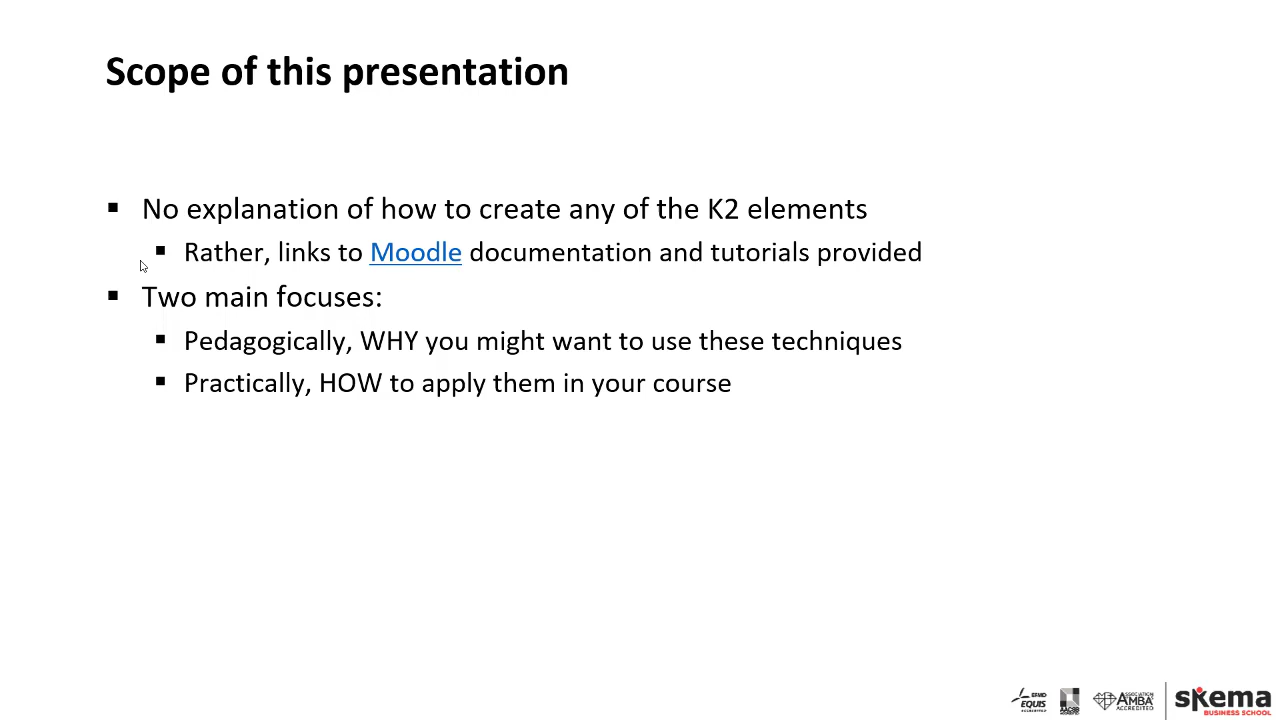 Scope of this presentation
▪ No explanation of how to create any of the K2 elements
▪ Rather, links to Moodle documentation and tutorials provided
▪ Two main focuses:
▪ Pedagogically, WHY you might want to use these techniques
▪ Practically, HOW to apply them in your course
EFMD
EQUIS
AACSB
ASSOCIATION
AMBA
ACCREDITED
skema
BUSINESS SCHOOL